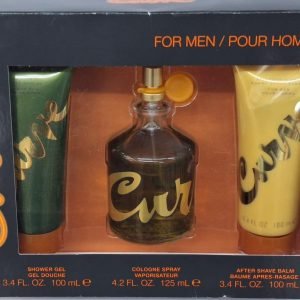 FOR MEN / POUR HOM
Curve
Cur
Curve
SHOWER GEL
GEL DOUCHE
3.4 FL. OZ. 100 mL ℮
COLOGNE SPRAY
VAPORISATEUR
4.2 FL. OZ. 125 mL ℮
AFTER SHAVE BALM
BAUME APRÈS-RASAGE
3.4 FL. OZ. 100 mL